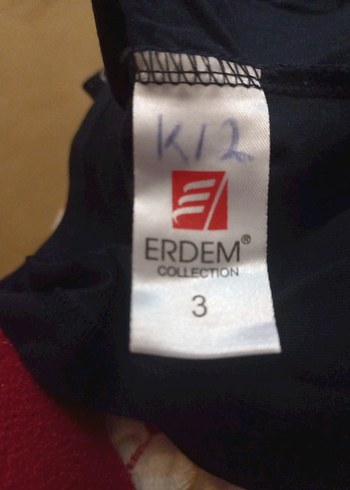 K12
ERDEM®
COLLECTION
3